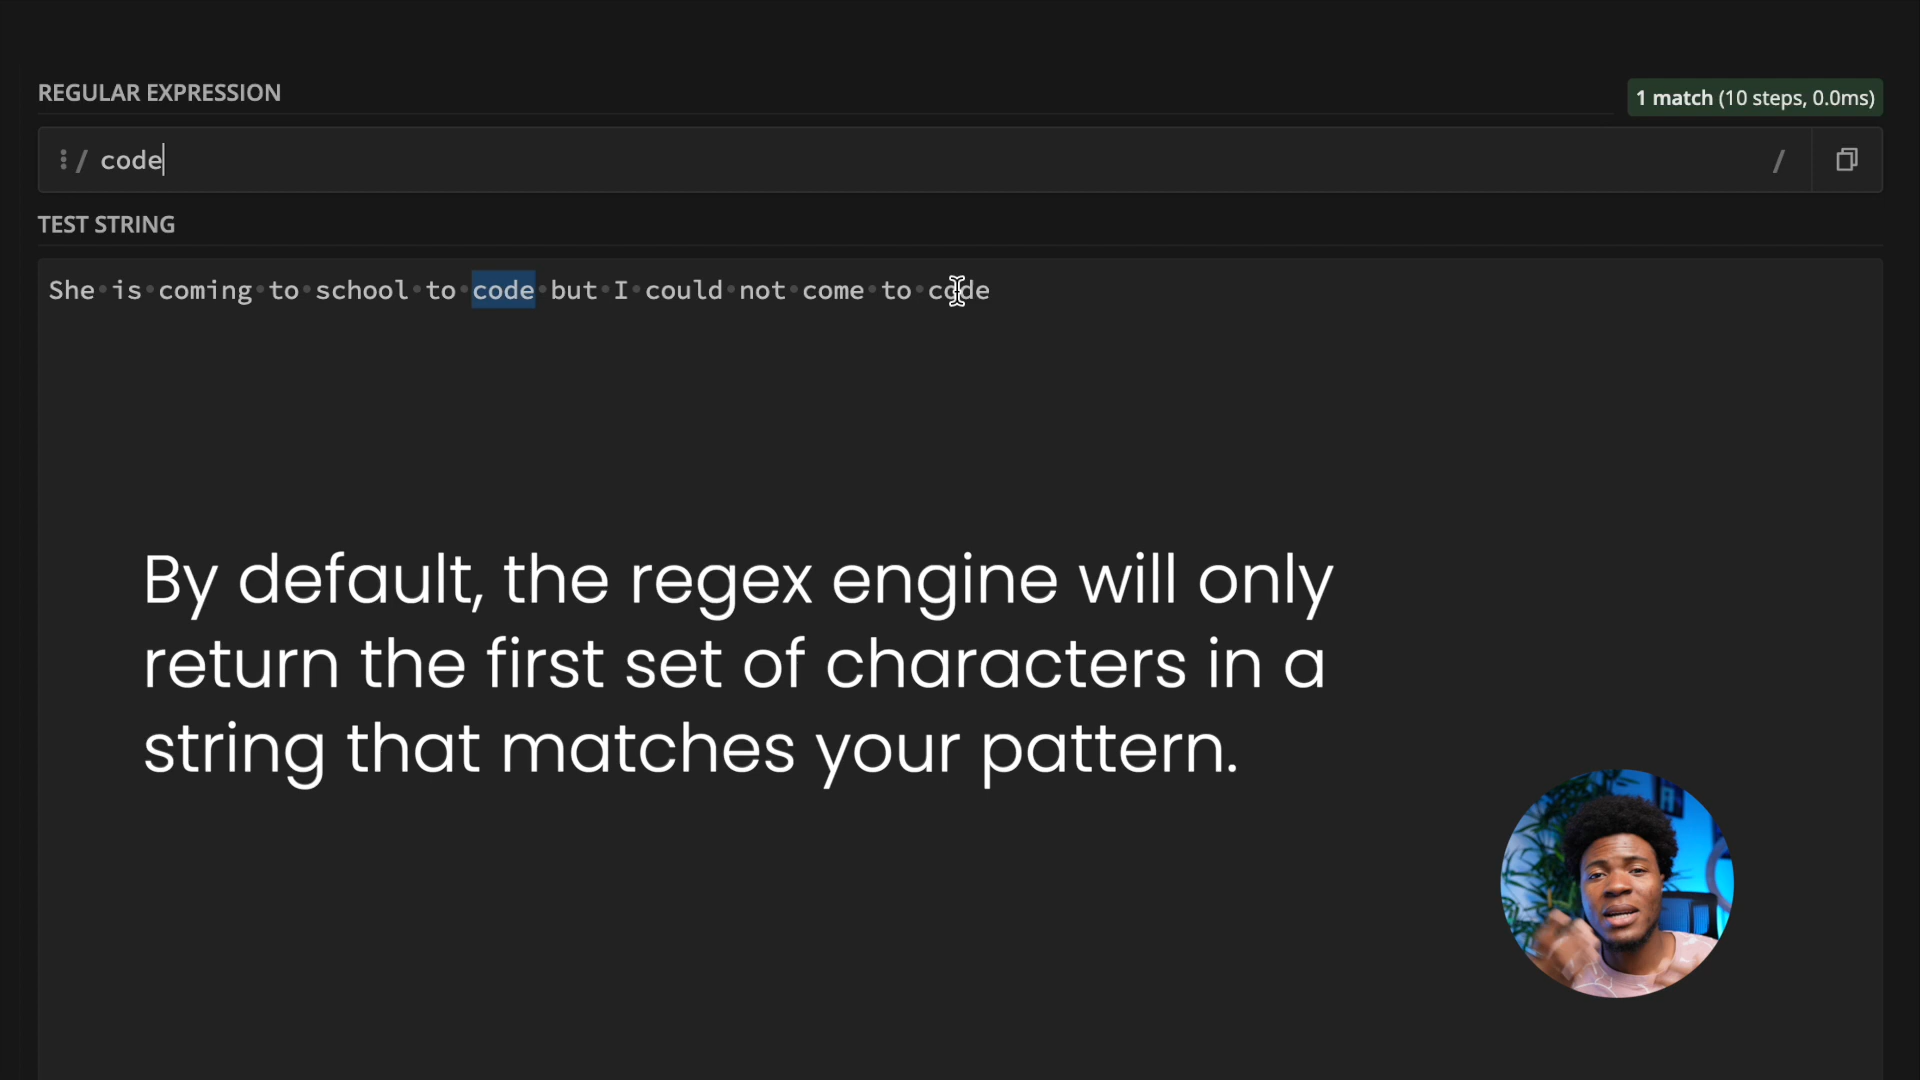 REGULAR EXPRESSION
1 match (10 steps, 0.0ms)
/ code /
TEST STRING
She is coming to school to code but I could not come to code
By default, the regex engine will only
return the first set of characters in a
string that matches your pattern.